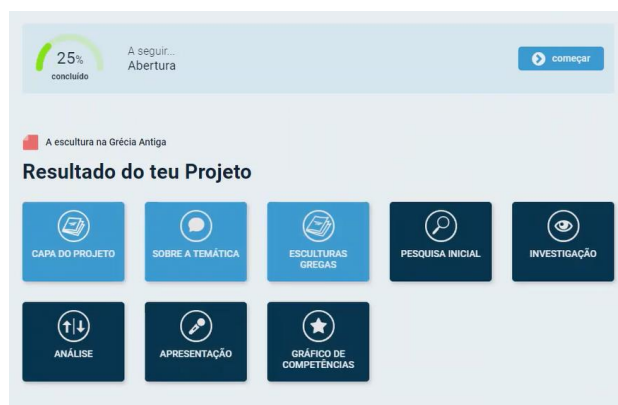 25%
concluído
A seguir...
Abertura
começar
A escultura na Grécia Antiga
Resultado do teu Projeto
CAPA DO PROJETO
SOBRE A TEMÁTICA
ESCULTURAS
GREGAS
PESQUISA INICIAL
INVESTIGAÇÃO
ANÁLISE
APRESENTAÇÃO
GRÁFICO DE
COMPETÊNCIAS